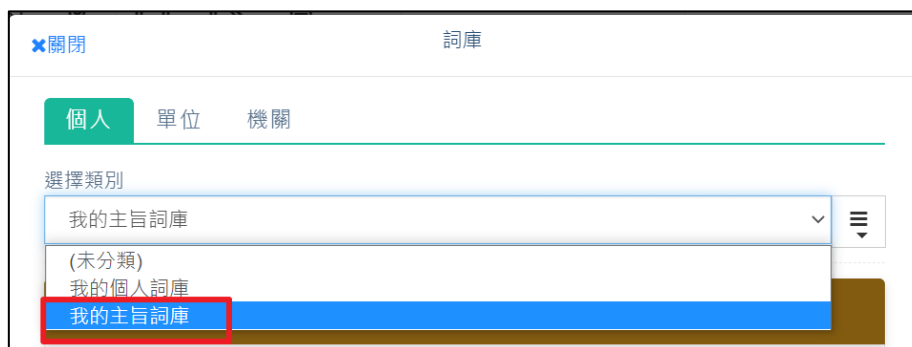 ✖關閉
詞庫
個人 單位 機關
選擇類別
我的主旨詞庫
(未分類)
我的個人詞庫
我的主旨詞庫